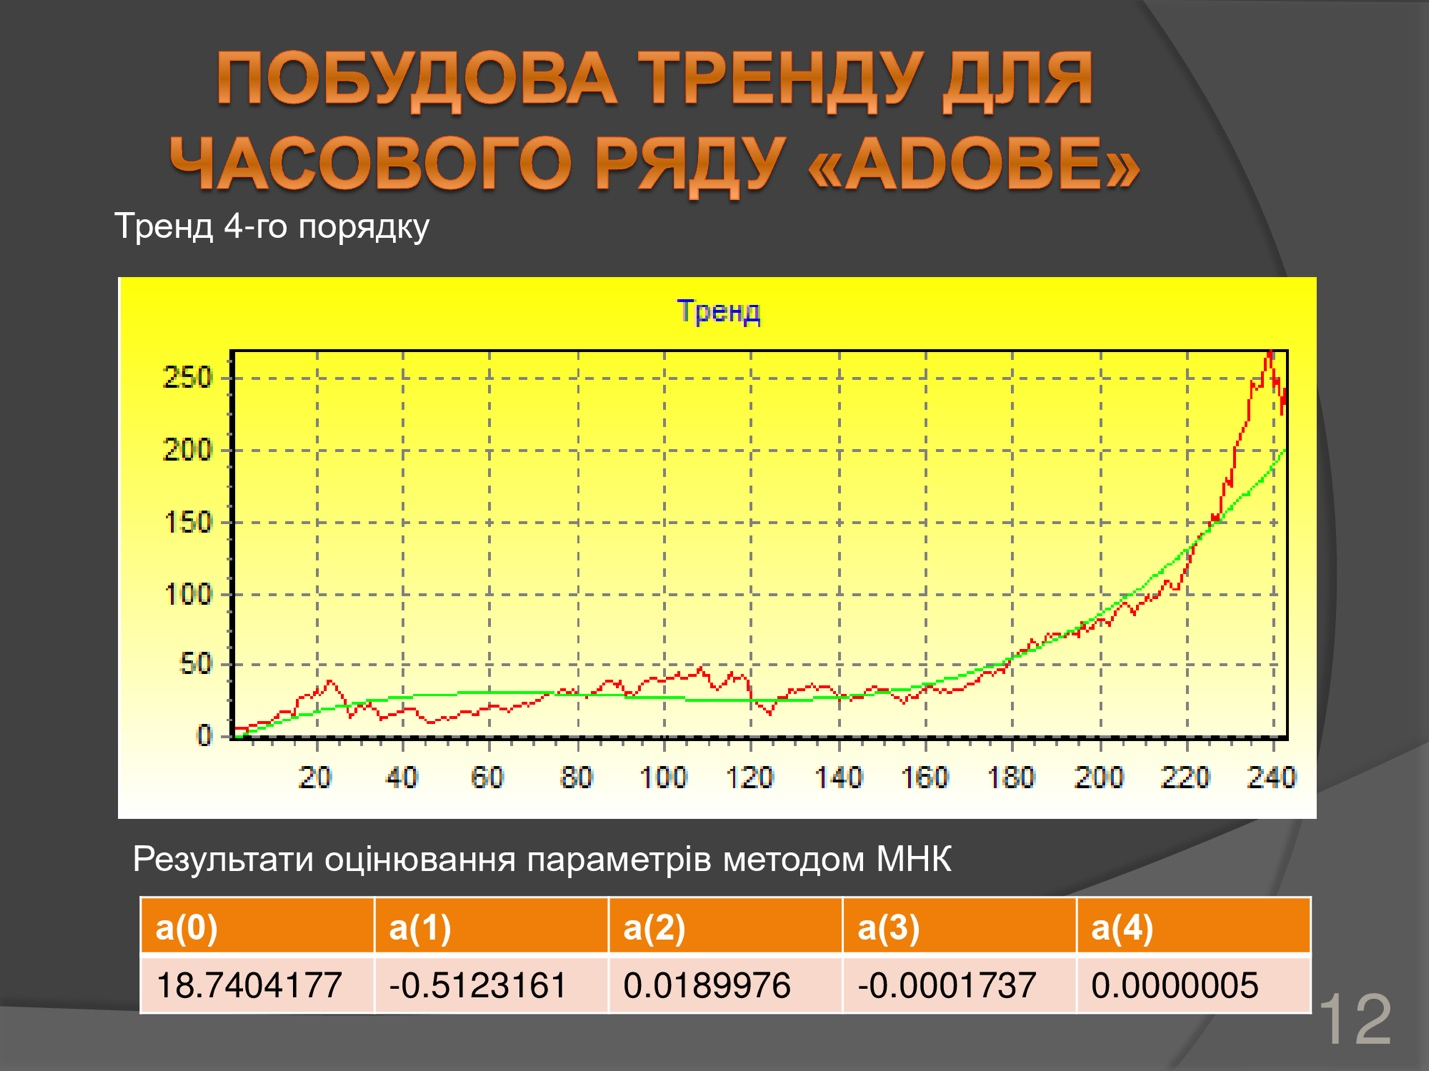 ПОБУДОВА ТРЕНДУ ДЛЯ
ЧАСОВОГО РЯДУ «ADOBE»
Тренд 4-го порядку
Тренд
250
200
150
100
50
0
20 40 60 80 100 120 140 160 180 200 220 240
Результати оцінювання параметрів методом МНК
a(0) a(1) a(2) a(3) a(4)
18.7404177 -0.5123161 0.0189976 -0.0001737 0.0000005
12